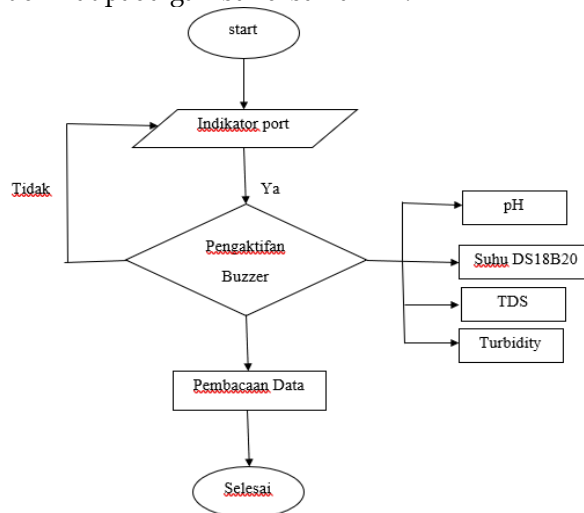 start
Indikator port
Tidak
Ya
pH
Pengaktifan
Buzzer
Suhu DS18B20
TDS
Turbidity
Pembacaan Data
Selesai